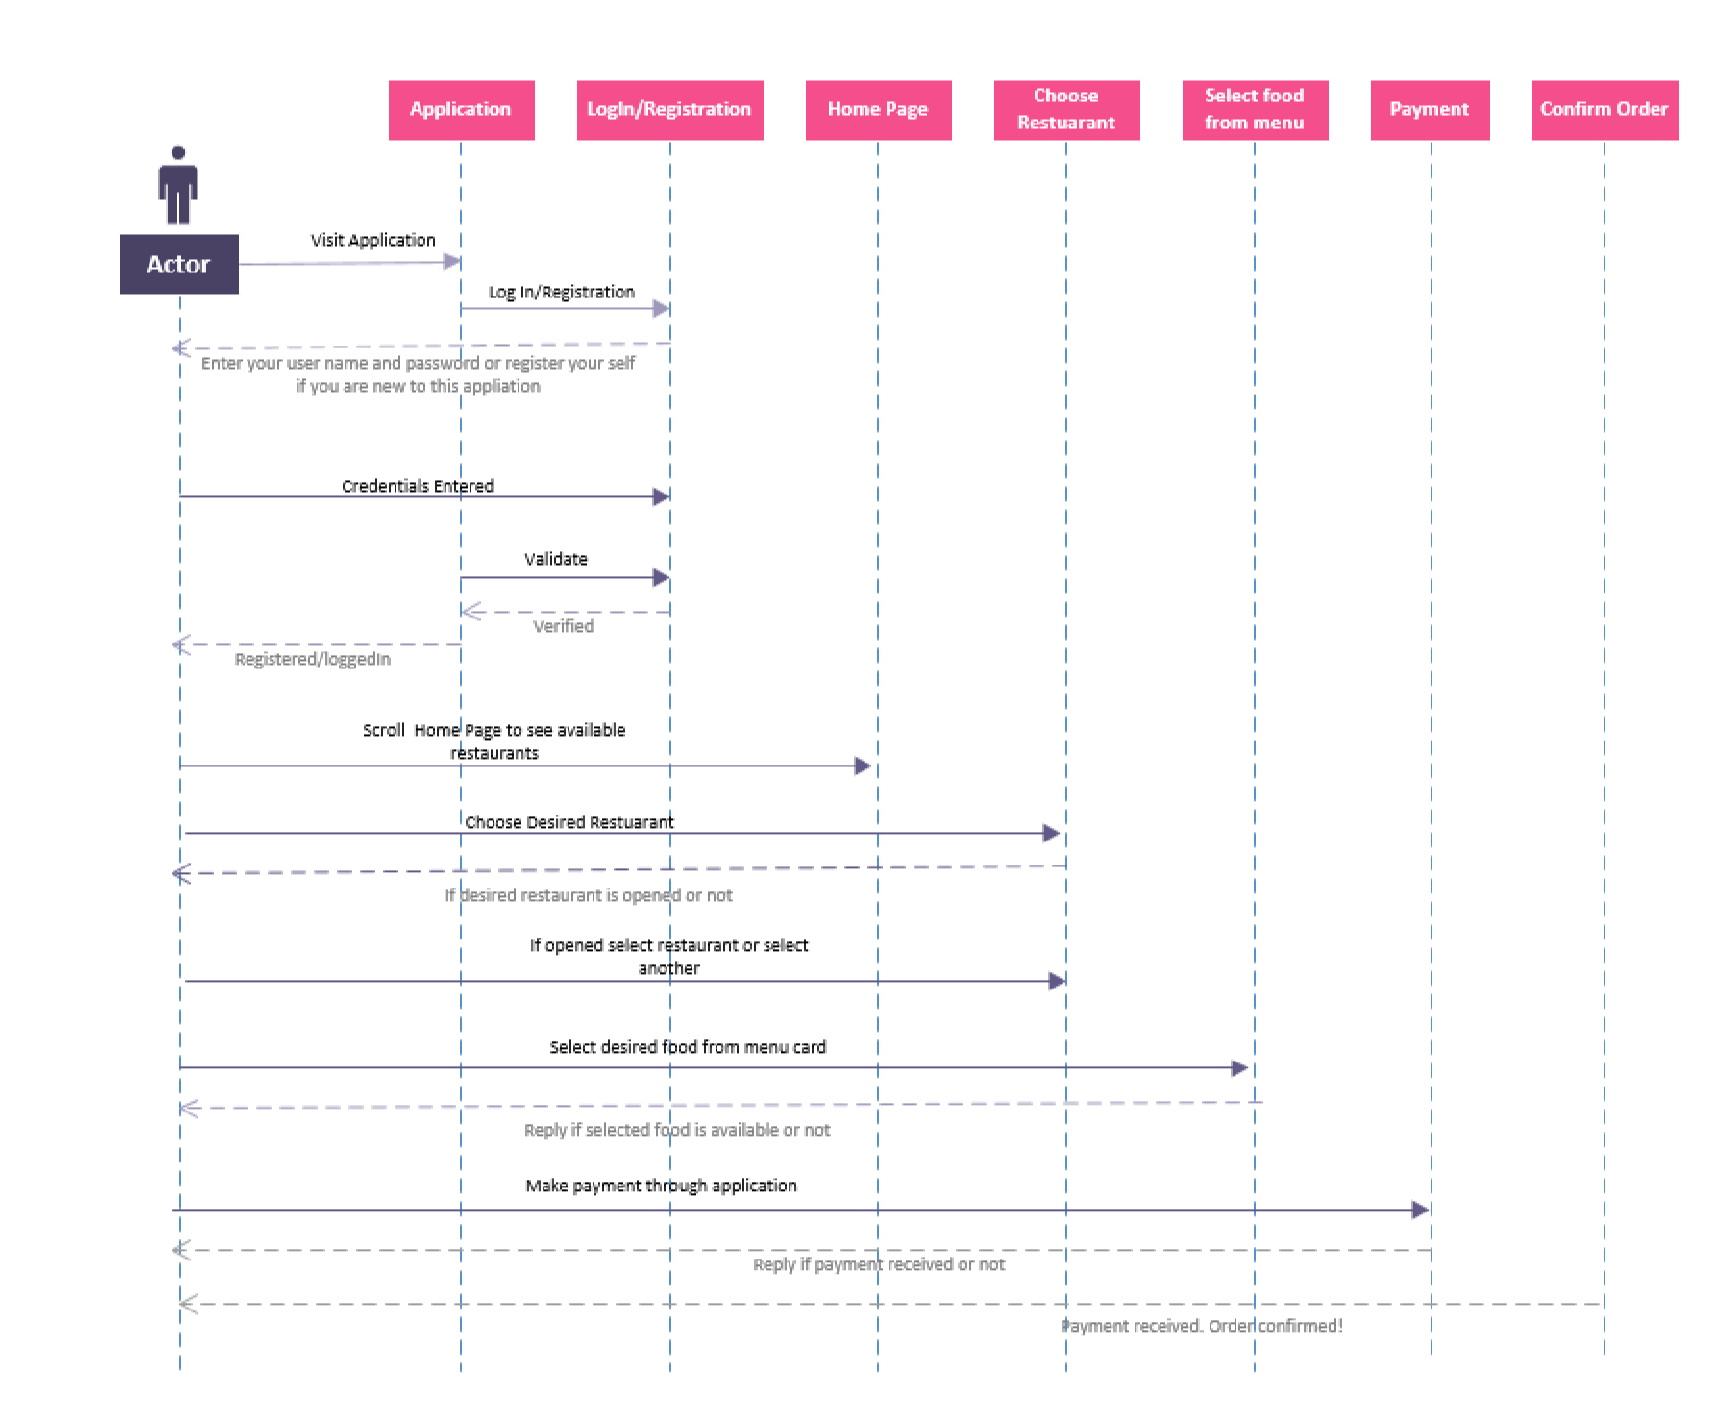 Application
LogIn/Registration
Home Page
Choose
Restuarant
Select food
from menu
Payment
Confirm Order
Actor
Visit Application
Log In/Registration
Enter your user name and password or register your self
if you are new to this appliation
Credentials Entered
Validate
Verified
Registered/loggedIn
Scroll Home Page to see available
restaurants
Choose Desired Restuarant
If desired restaurant is opened or not
If opened select restaurant or select
another
Select desired food from menu card
Reply if selected food is available or not
Make payment through application
Reply if payment received or not
Payment received. Order confirmed!